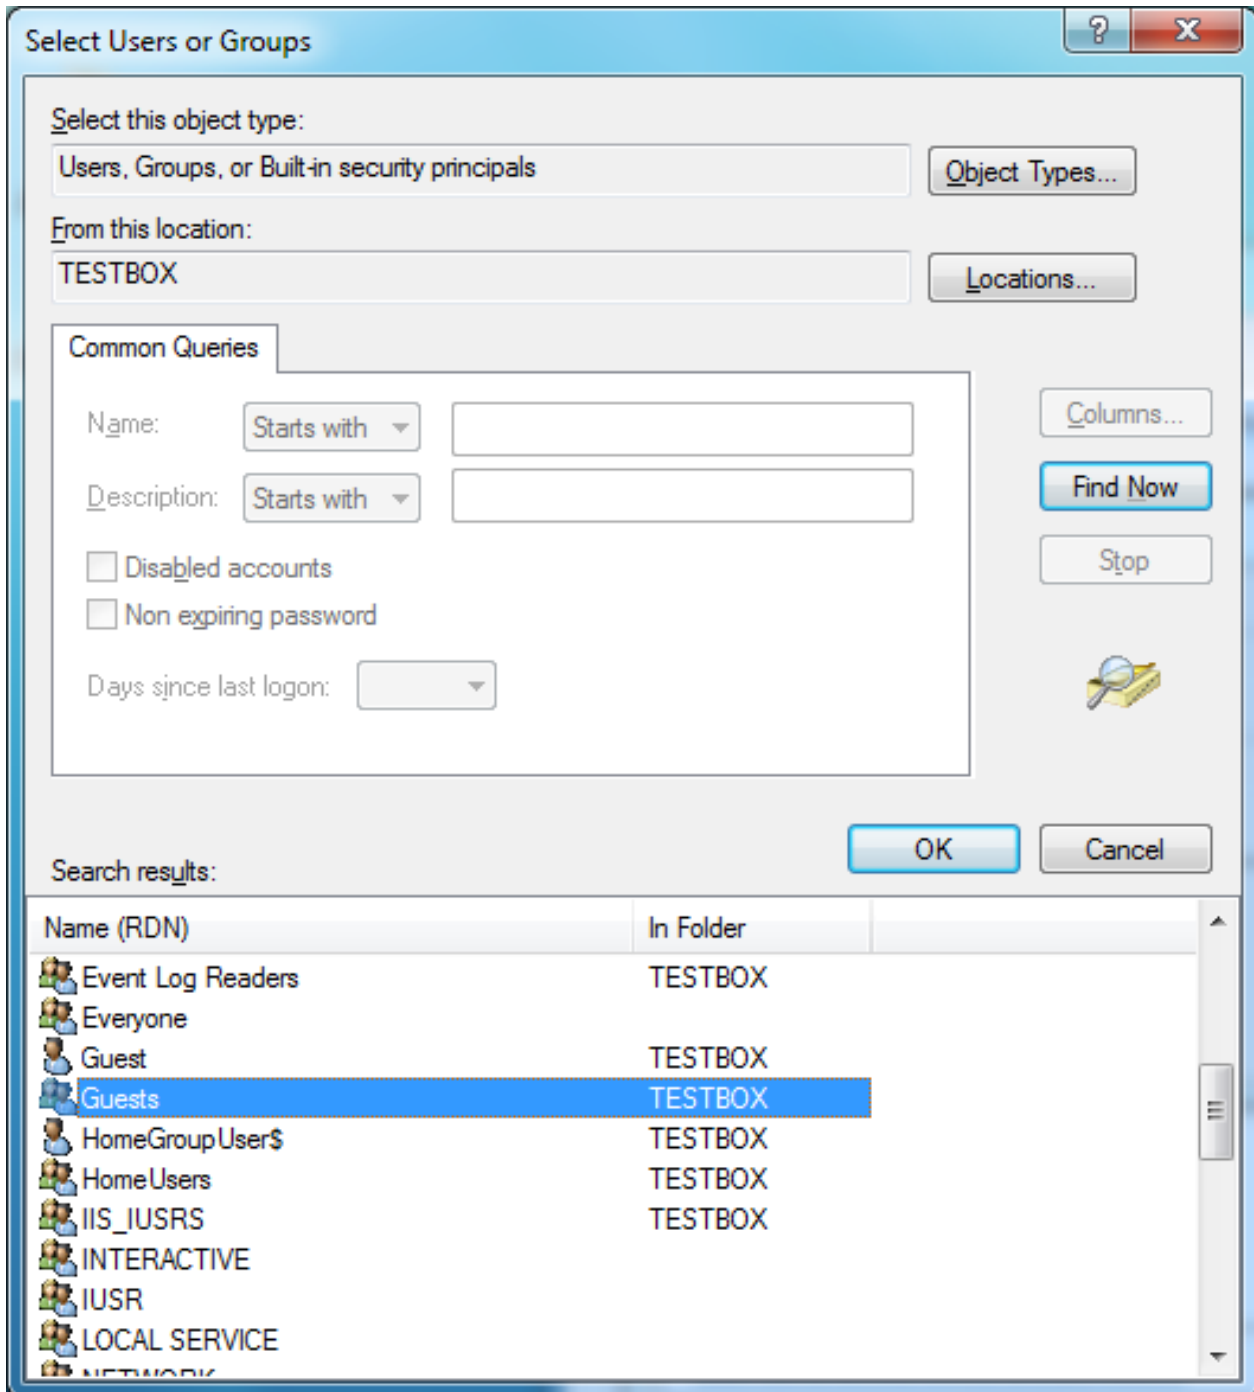 Select Users or Groups
Select this object type:
Users, Groups, or Built-in security principals
Object Types...
From this location:
TESTBOX
Locations...
Common Queries
Name: Starts with
Columns...
Description: Starts with
Find Now
Disabled accounts
Stop
Non expiring password
Days since last logon:
OK Cancel
Search results:
Name (RDN) In Folder
Event Log Readers TESTBOX
Everyone
Guest TESTBOX
Guests TESTBOX
HomeGroupUser$ TESTBOX
HomeUsers TESTBOX
IIS_IUSRS TESTBOX
INTERACTIVE
IUSR
LOCAL SERVICE
NETWORK